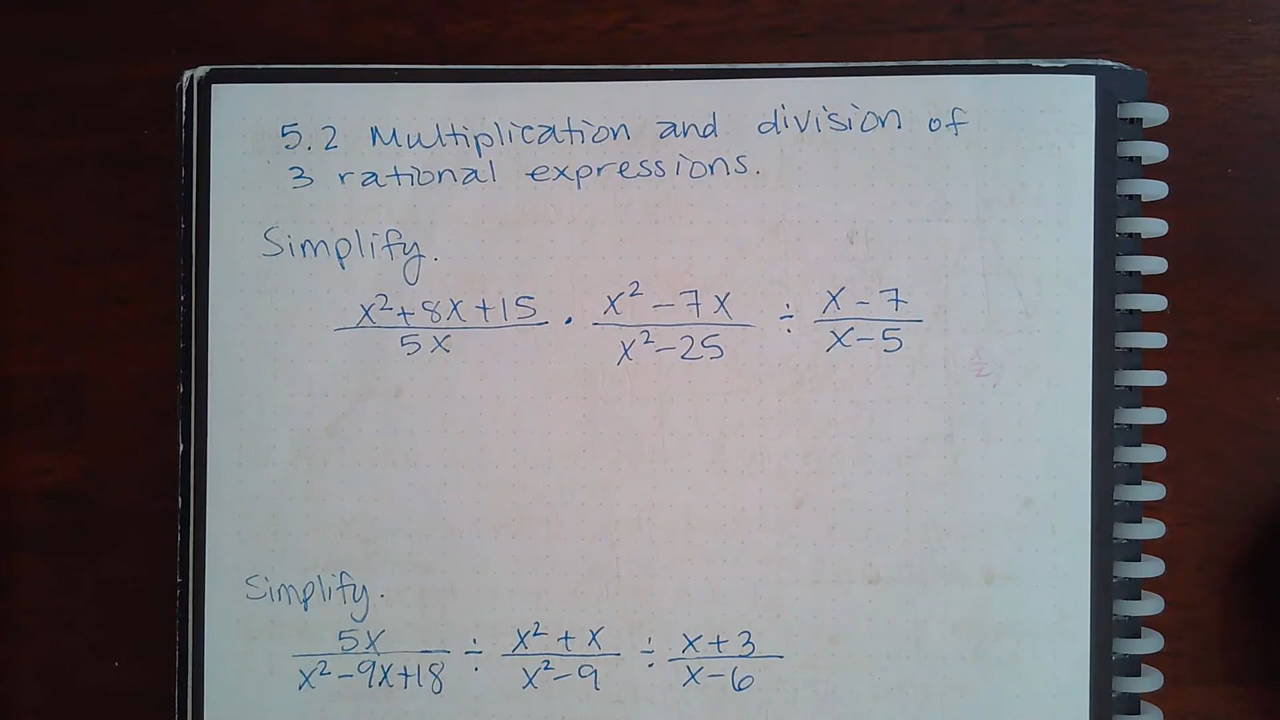 5.2 Multiplication and division of
3 rational expressions.
Simplify.
x²+8x+15 / 5x · x²-7x / x²-25 ÷ x-7 / x-5
Simplify.
5x / x²-9x+18 ÷ x²+x / x²-9 ÷ x+3 / x-6